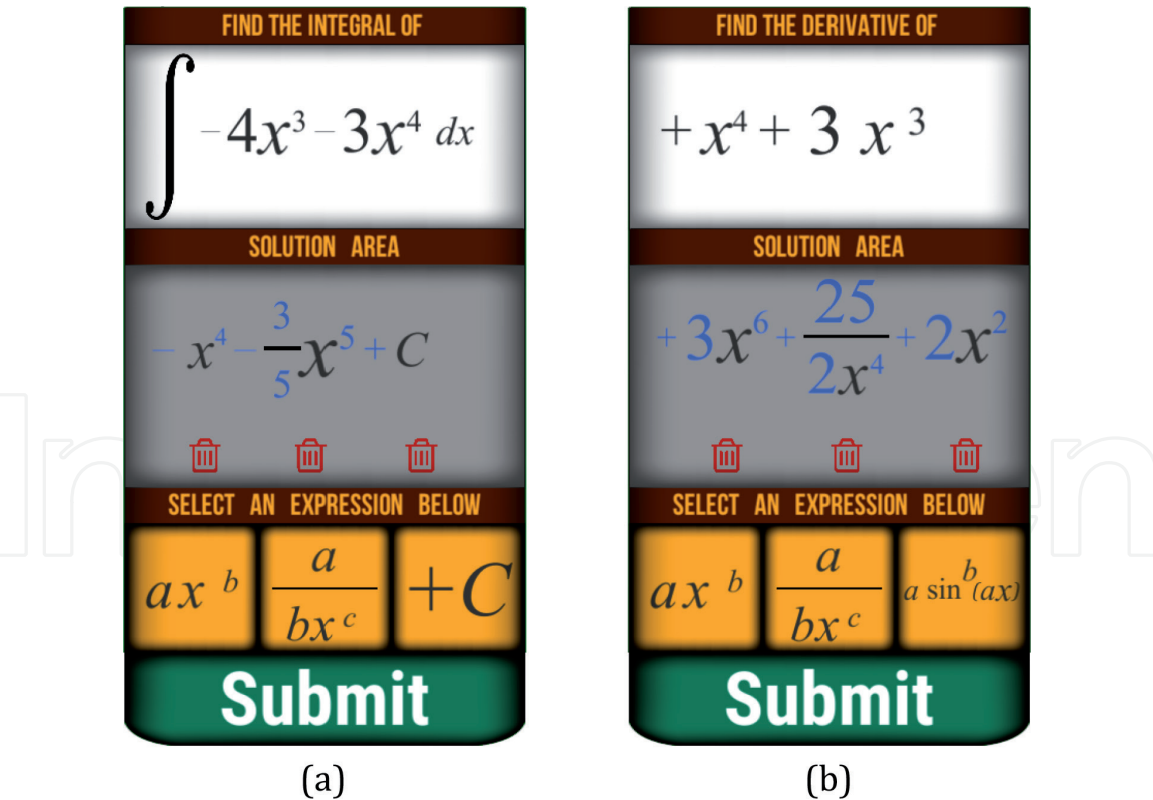 FIND THE INTEGRAL OF
∫ -4x³ - 3x⁴ dx
SOLUTION AREA
- x⁴ - 3/5 x⁵ + C
SELECT AN EXPRESSION BELOW
ax ᵇ
a/bx ᶜ
+C
Submit
(a)
FIND THE DERIVATIVE OF
+x⁴ + 3 x ³
SOLUTION AREA
+3x⁶ + 25/2x⁴ + 2x²
SELECT AN EXPRESSION BELOW
ax ᵇ
a/bx ᶜ
a sinᵇ(ax)
Submit
(b)